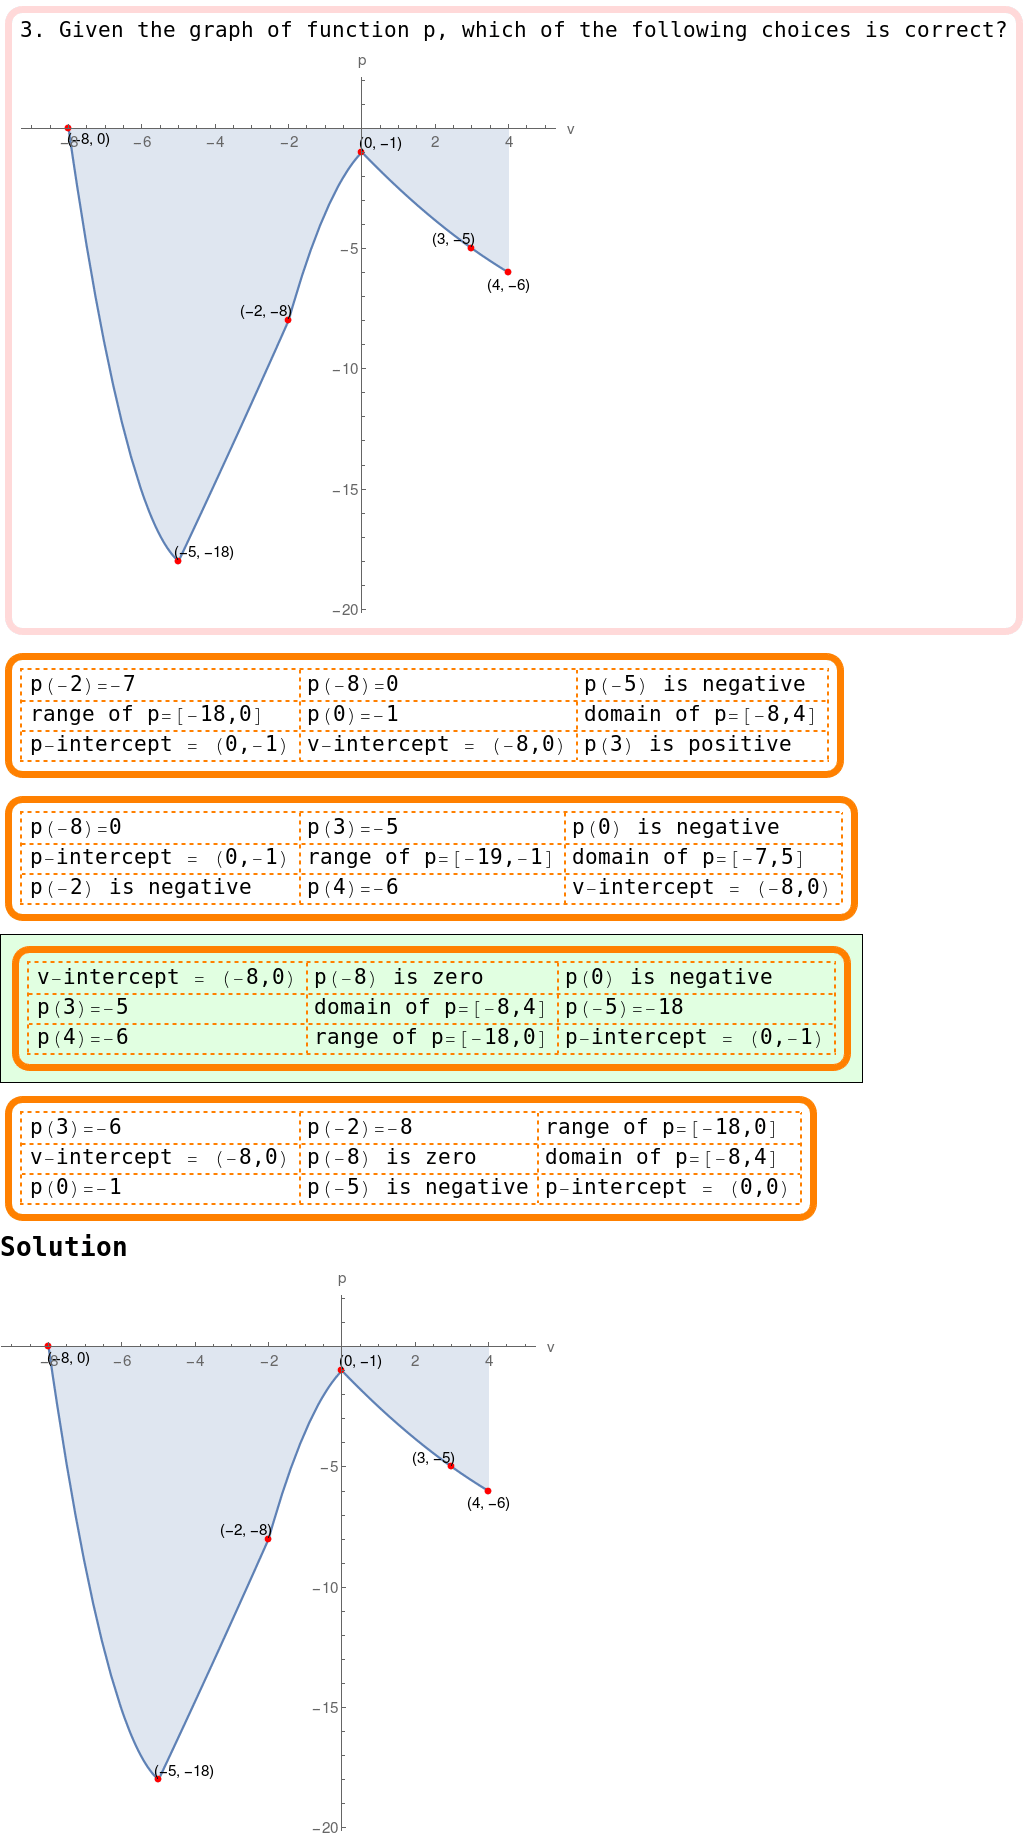 3. Given the graph of function p, which of the following choices is correct?
p
v
(−8, 0)
−8 −6 −4 −2 (0, −1) 2 4
−5
(3, −5)
(4, −6)
(−2, −8)
−10
−15
(−5, −18)
−20
p(-2)=-7 p(-8)=0 p(-5) is negative
range of p=[-18,0] p(0)=-1 domain of p=[-8,4]
p-intercept = (0,-1) v-intercept = (-8,0) p(3) is positive
p(-8)=0 p(3)=-5 p(0) is negative
p-intercept = (0,-1) range of p=[-19,-1] domain of p=[-7,5]
p(-2) is negative p(4)=-6 v-intercept = (-8,0)
v-intercept = (-8,0) p(-8) is zero p(0) is negative
p(3)=-5 domain of p=[-8,4] p(-5)=-18
p(4)=-6 range of p=[-18,0] p-intercept = (0,-1)
p(3)=-6 p(-2)=-8 range of p=[-18,0]
v-intercept = (-8,0) p(-8) is zero domain of p=[-8,4]
p(0)=-1 p(-5) is negative p-intercept = (0,0)
Solution
p
v
(−8, 0)
−8 −6 −4 −2 (0, −1) 2 4
−5
(3, −5)
(4, −6)
(−2, −8)
−10
−15
(−5, −18)
−20